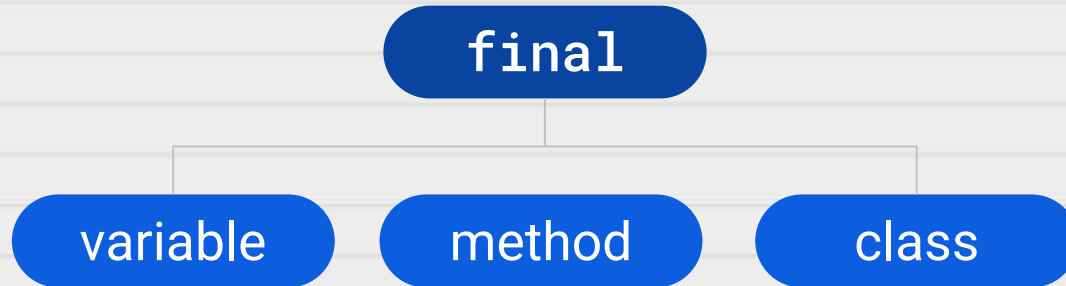 final
variable
method
class